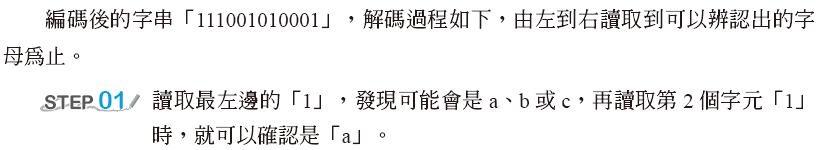 編碼後的字串「111001010001」，解碼過程如下，由左到右讀取到可以辨認出的字
母爲止。
STEP 01 讀取最左邊的「1」，發現可能會是 a、b 或 c，再讀取第 2 個字元「1」
時，就可以確認是「a」。